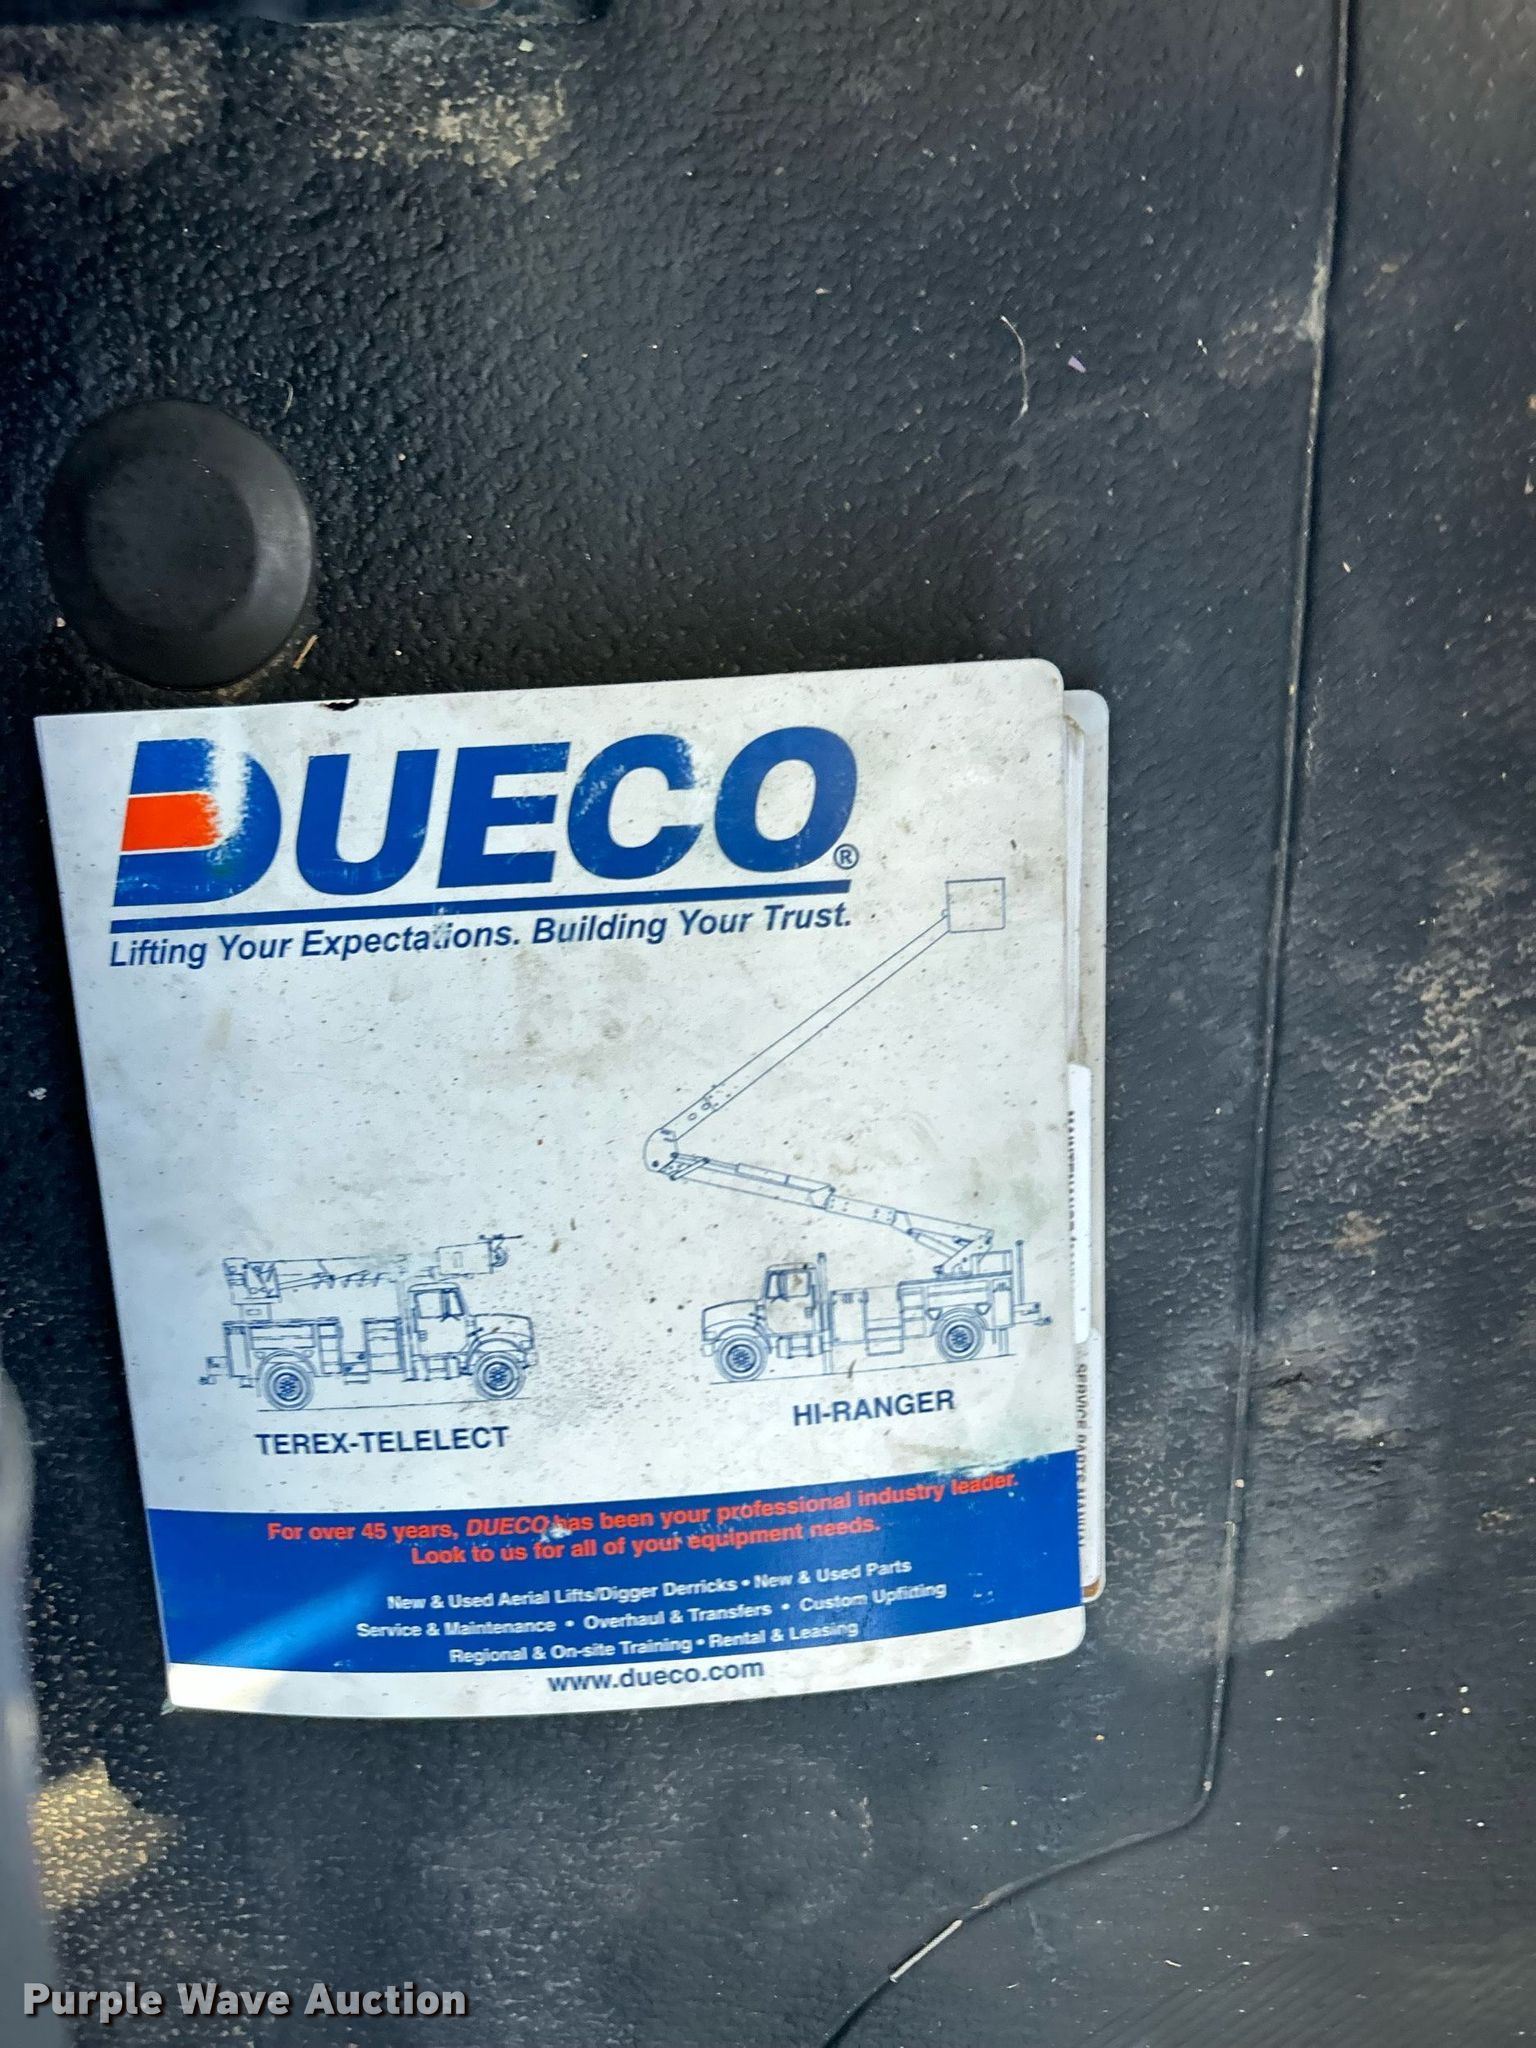 DUECO®
Lifting Your Expectations. Building Your Trust.
TEREX-TELELECT
HI-RANGER
For over 45 years, DUECO has been your professional industry leader.
Look to us for all of your equipment needs.
New & Used Aerial Lifts/Digger Derricks • New & Used Parts
Service & Maintenance • Overhaul & Transfers • Custom Upfitting
Regional & On-site Training • Rental & Leasing
www.dueco.com
SERVICE PARTS MANUAL
Purple Wave Auction